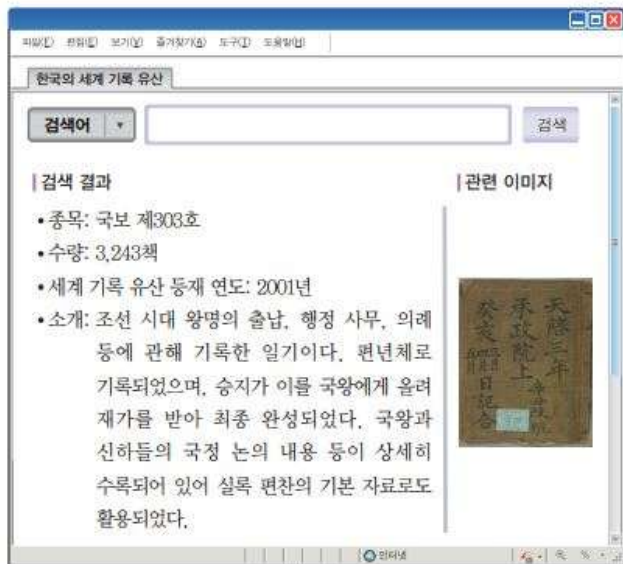 파일(F) 편집(E) 보기(V) 즐겨찾기(A) 도구(T) 도움말(H)
한국의 세계 기록 유산
검색어
검색
검색 결과
• 종목: 국보 제303호
• 수량: 3,243책
• 세계 기록 유산 등재 연도: 2001년
• 소개: 조선 시대 왕명의 출납, 행정 사무, 의례
등에 관해 기록한 일기이다. 편년체로
기록되었으며, 승지가 이를 국왕에게 올려
재가를 받아 최종 완성되었다. 국왕과
신하들의 국정 논의 내용 등이 상세히
수록되어 있어 실록 편찬의 기본 자료로도
활용되었다.
관련 이미지
天啓三年
承政院上
癸亥
日記
인터넷